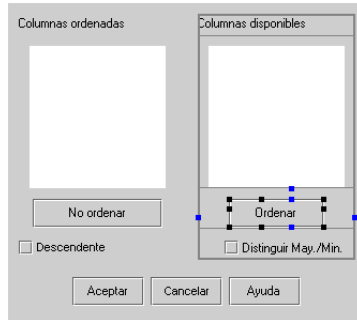 Columnas ordenadas
Columnas disponibles
No ordenar
Ordenar
Descendente
Distinguir May./Min.
Aceptar
Cancelar
Ayuda